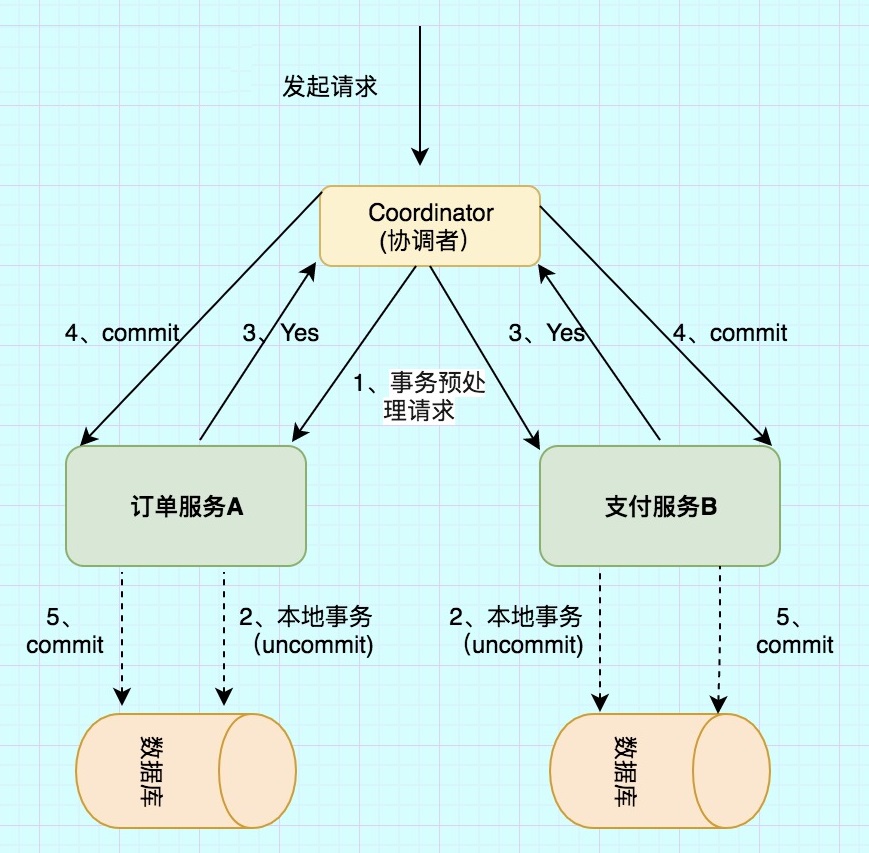 发起请求
Coordinator
(协调者）
4、commit
3、Yes
3、Yes
4、commit
1、事务预处
理请求
订单服务A
支付服务B
5、
commit
2、本地事务
（uncommit)
2、本地事务
（uncommit)
5、
commit
数据库
数据库